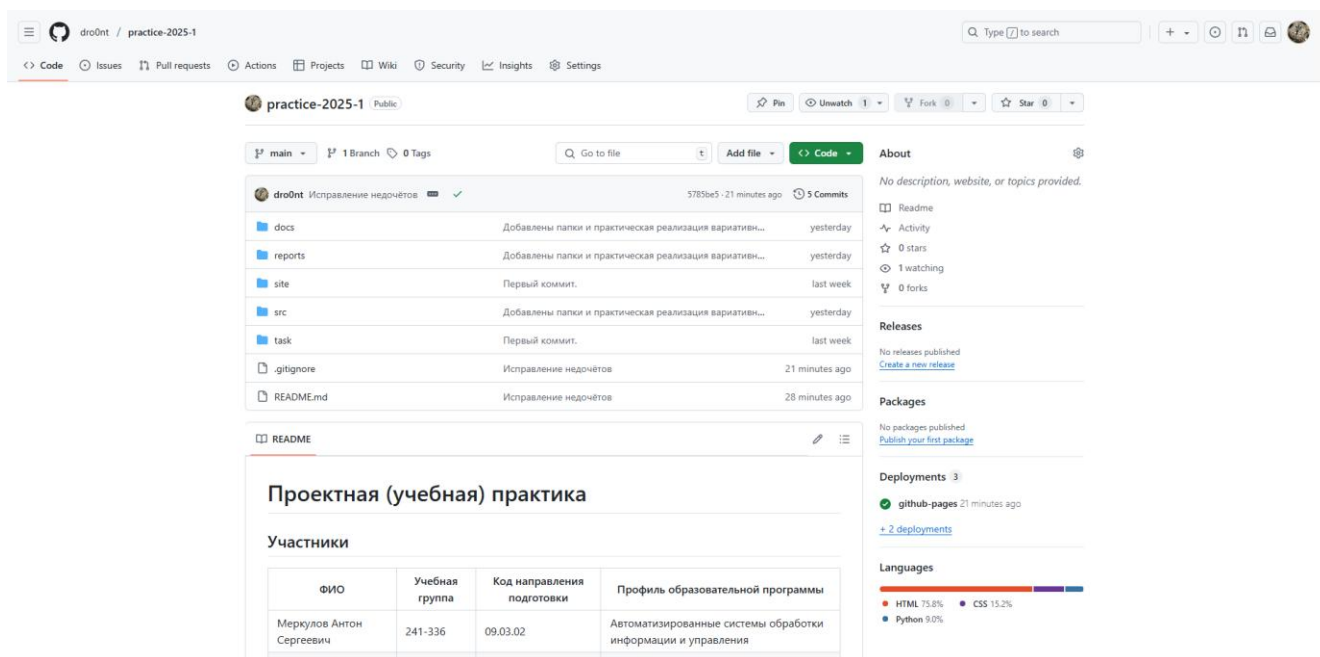 dro0nt / practice-2025-1
Type / to search
Code Issues Pull requests Actions Projects Wiki Security Insights Settings
practice-2025-1 Public
Pin Unwatch 1 Fork 0 Star 0
main 1 Branch 0 Tags Go to file t Add file Code
About
No description, website, or topics provided.
Readme
Activity
0 stars
1 watching
0 forks
dro0nt Исправление недочётов 5785be5 · 21 minutes ago 5 Commits
docs Добавлены папки и практическая реализация вариативн... yesterday
reports Добавлены папки и практическая реализация вариативн... yesterday
site Первый коммит. last week
src Добавлены папки и практическая реализация вариативн... yesterday
task Первый коммит. last week
.gitignore Исправление недочётов 21 minutes ago
README.md Исправление недочётов 28 minutes ago
Releases
No releases published
Create a new release
Packages
No packages published
Publish your first package
Deployments 3
github-pages 21 minutes ago
+ 2 deployments
Languages
HTML 75.8% CSS 15.2%
Python 9.0%
README
Проектная (учебная) практика
Участники
ФИО Учебная группа Код направления подготовки Профиль образовательной программы
Меркулов Антон Сергеевич 241-336 09.03.02 Автоматизированные системы обработки информации и управления